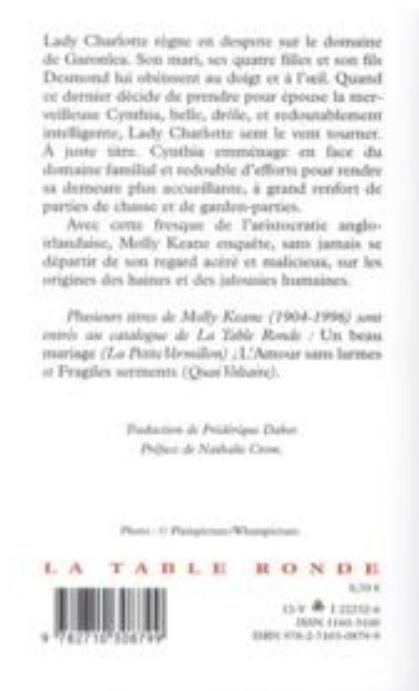 Lady Charlotte règne en despote sur le domaine
de Garonlea. Son mari, ses quatre filles et son fils
Desmond lui obéissent au doigt et à l'œil. Quand
ce dernier décide de prendre pour épouse la mer-
veilleuse Cynthia, belle, drôle, et redoutablement
intelligente, Lady Charlotte sent le vent tourner.
À juste titre. Cynthia emménage en face du
domaine familial et redouble d'efforts pour rendre
sa demeure plus accueillante, à grand renfort de
parties de chasse et de garden-parties.
Avec cette fresque de l'aristocratie anglo-
irlandaise, Molly Keane enquête, sans jamais se
départir de son regard acéré et malicieux, sur les
origines des haines et des jalousies humaines.
Plusieurs titres de Molly Keane (1904-1996) sont
entrés au catalogue de La Table Ronde : Un beau
mariage (La Petite Vermillon) ; L'Amour sans larmes
et Fragiles serments (Quai Voltaire).
Traduction de Frédérique Daber.
Préface de Nathalie Crom.
Photo : © Plainpicture/Whatapicture
LA TABLE RONDE
9 782710 308799